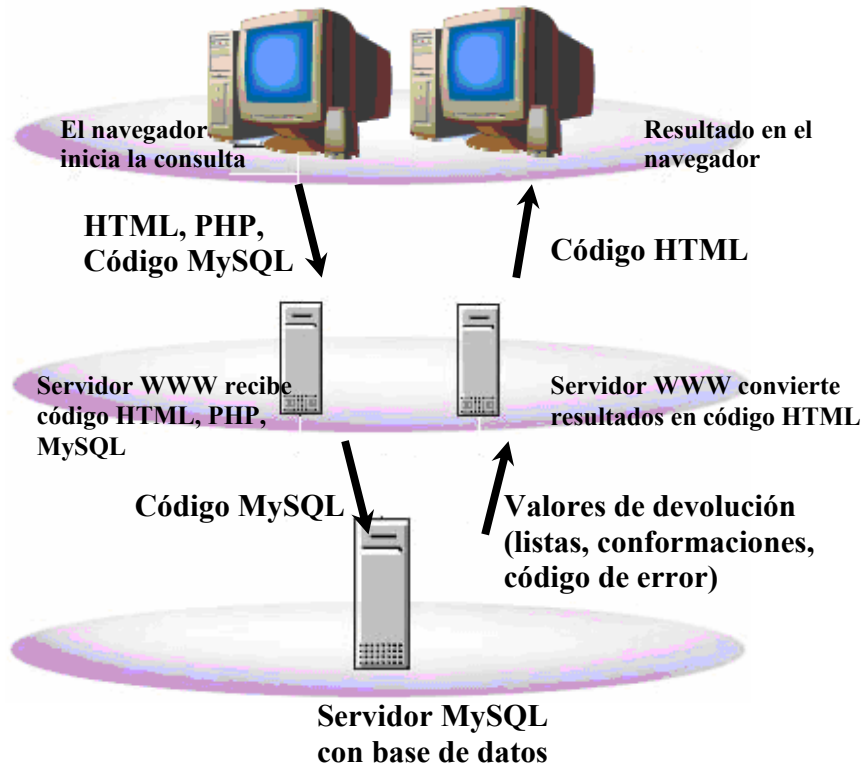 El navegador
inicia la consulta
Resultado en el
navegador
HTML, PHP,
Código MySQL
Código HTML
Servidor WWW recibe
código HTML, PHP,
MySQL
Servidor WWW convierte
resultados en código HTML
Código MySQL
Valores de devolución
(listas, conformaciones,
código de error)
Servidor MySQL
con base de datos